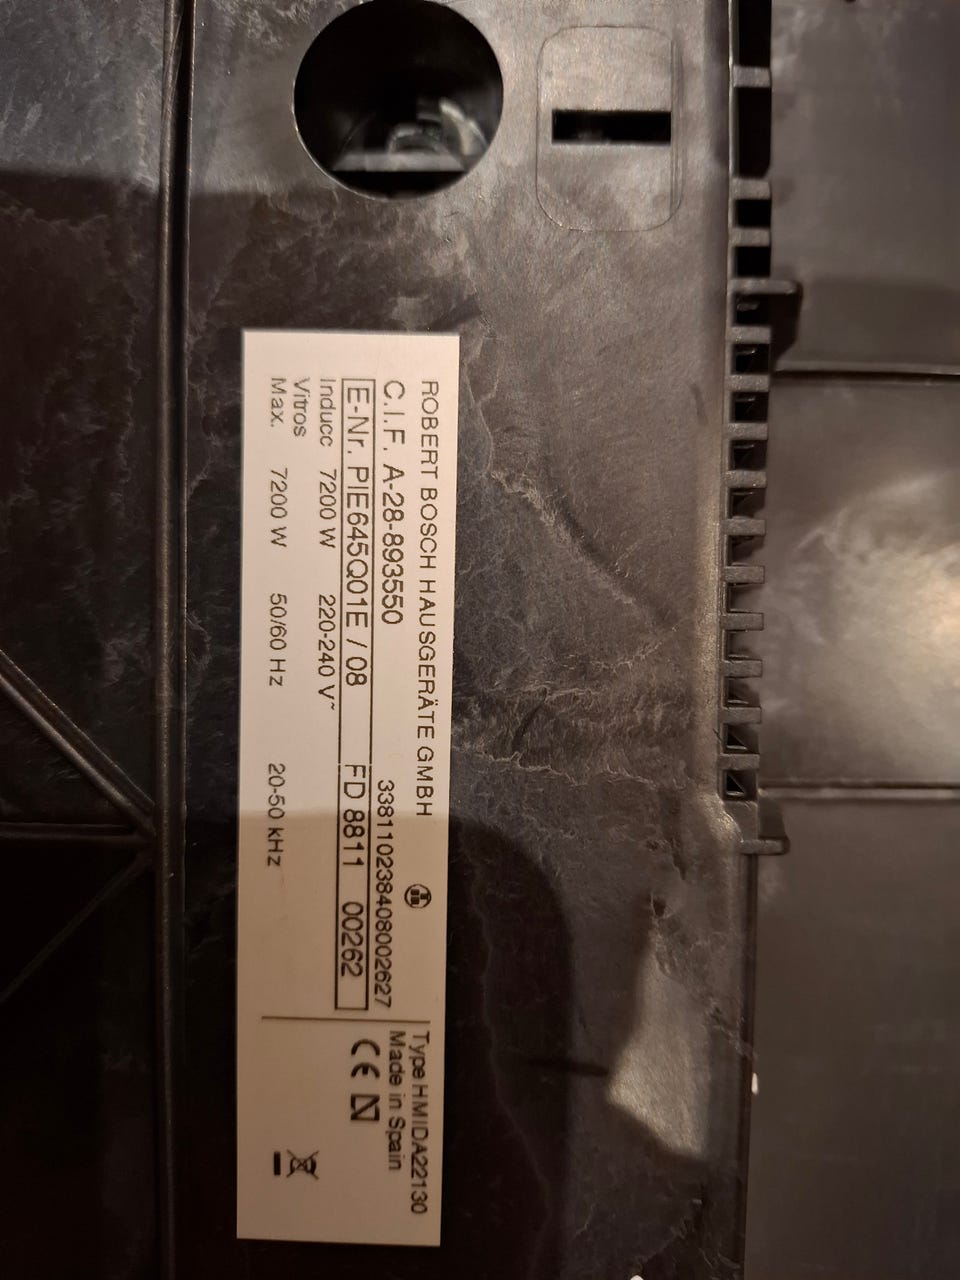 ROBERT BOSCH HAUSGERÄTE GMBH
C.I.F. A-28-893550 338110238408002627
E-Nr. PIE645Q01E / 08 FD 8811 00262
Inducc 7200 W 220-240 V~
Vitros
Max. 7200 W 50/60 Hz 20-50 kHz
Type HMIDA22130
Made in Spain
CE N